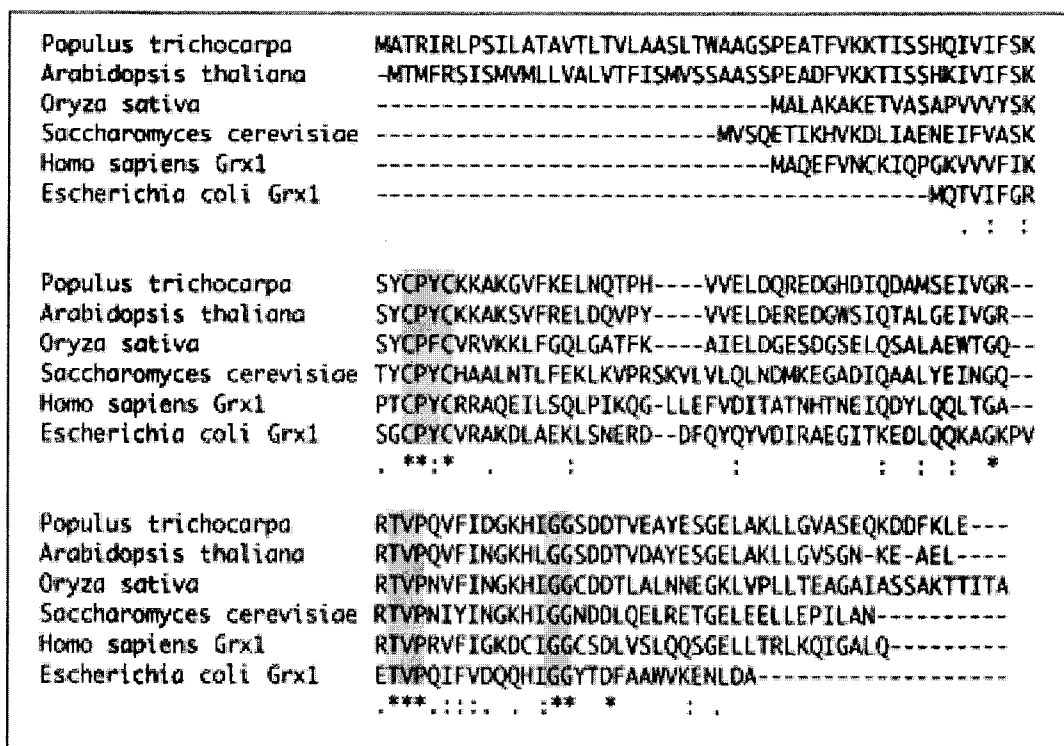 Populus trichocarpa MATRIRLPSILATAVTLTVLAASLTWAAGSPEATFVKKTISSHQIVIFSK
Arabidopsis thaliana -MTMFRSISMVMLLVALVTFISMVSSAASSPEADFVKKTISSHKIVIFSK
Oryza sativa ------------------------------MALAKAKETVASAPVVVYSK
Saccharomyces cerevisiae --------------------------MVSQETIKHVKDLIAENEIFVASK
Homo sapiens Grx1 ------------------------------MAQEFVNCKIQPGKVVVFIK
Escherichia coli Grx1 ------------------------------------------MQTVIFGR
. : :
Populus trichocarpa SYCPYCKKAKGVFKELNQTPH----VVELDQREDGHDIQDAMSEIVGR--
Arabidopsis thaliana SYCPYCKKAKSVFRELDQVPY----VVELDEREDGWSIQTALGEIVGR--
Oryza sativa SYCPFCVRVKKLFGQLGATFK----AIELDGESDGSELQSALAEWTGQ--
Saccharomyces cerevisiae TYCPYCHAALNTLFEKLKVPRSKVLVLQLNDMKEGADIQAALYEINGQ--
Homo sapiens Grx1 PTCPYCRRAQEILSQLPIKQG-LLEFVDITATNHTNEIQDYLQQLTGA--
Escherichia coli Grx1 SGCPYCVRAKDLAEKLSNERD--DFQYQYVDIRAEGITKEDLQQKAGKPV
. **:* . : : : : : *
Populus trichocarpa RTVPQVFIDGKHIGGSDDTVEAYESGELAKLLGVASEQKDDFKLE---
Arabidopsis thaliana RTVPQVFINGKHLGGSDDTVDAYESGELAKLLGVSGN-KE-AEL----
Oryza sativa RTVPNVFINGKHIGGCDDTLALNNEGKLVPLLTEAGAIASSAKTTITA
Saccharomyces cerevisiae RTVPNIYINGKHIGGNDDLQELRETGELEELLEPILAN----------
Homo sapiens Grx1 RTVPRVFIGKDCIGGCSDLVSLQQSGELLTRLKQIGALQ---------
Escherichia coli Grx1 ETVPQIFVDQQHIGGYTDFAAWVKENLDA-------------------
.***.:::. . :** * : .